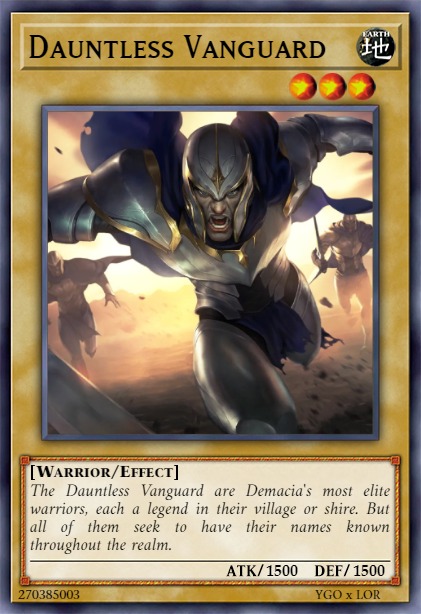 Dauntless Vanguard
EARTH
地
[Warrior/Effect]
The Dauntless Vanguard are Demacia's most elite
warriors, each a legend in their village or shire. But
all of them seek to have their names known
throughout the realm.
ATK/1500 DEF/1500
270385003 YGO x LOR